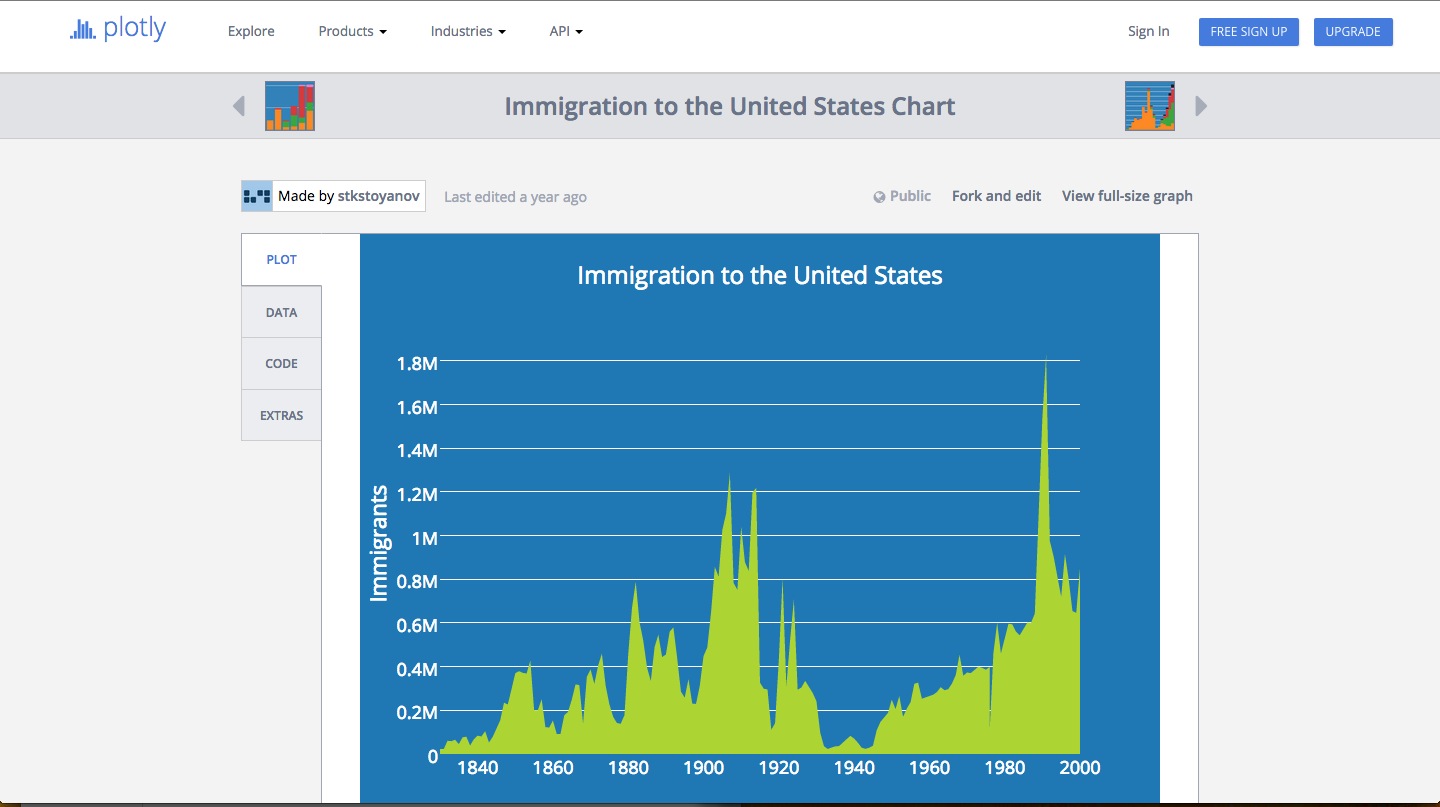 plotly Explore Products Industries API Sign In FREE SIGN UP UPGRADE
Immigration to the United States Chart
Made by stkstoyanov Last edited a year ago Public Fork and edit View full-size graph
PLOT
DATA
CODE
EXTRAS
Immigration to the United States
Immigrants
1.8M
1.6M
1.4M
1.2M
1M
0.8M
0.6M
0.4M
0.2M
0
1840 1860 1880 1900 1920 1940 1960 1980 2000